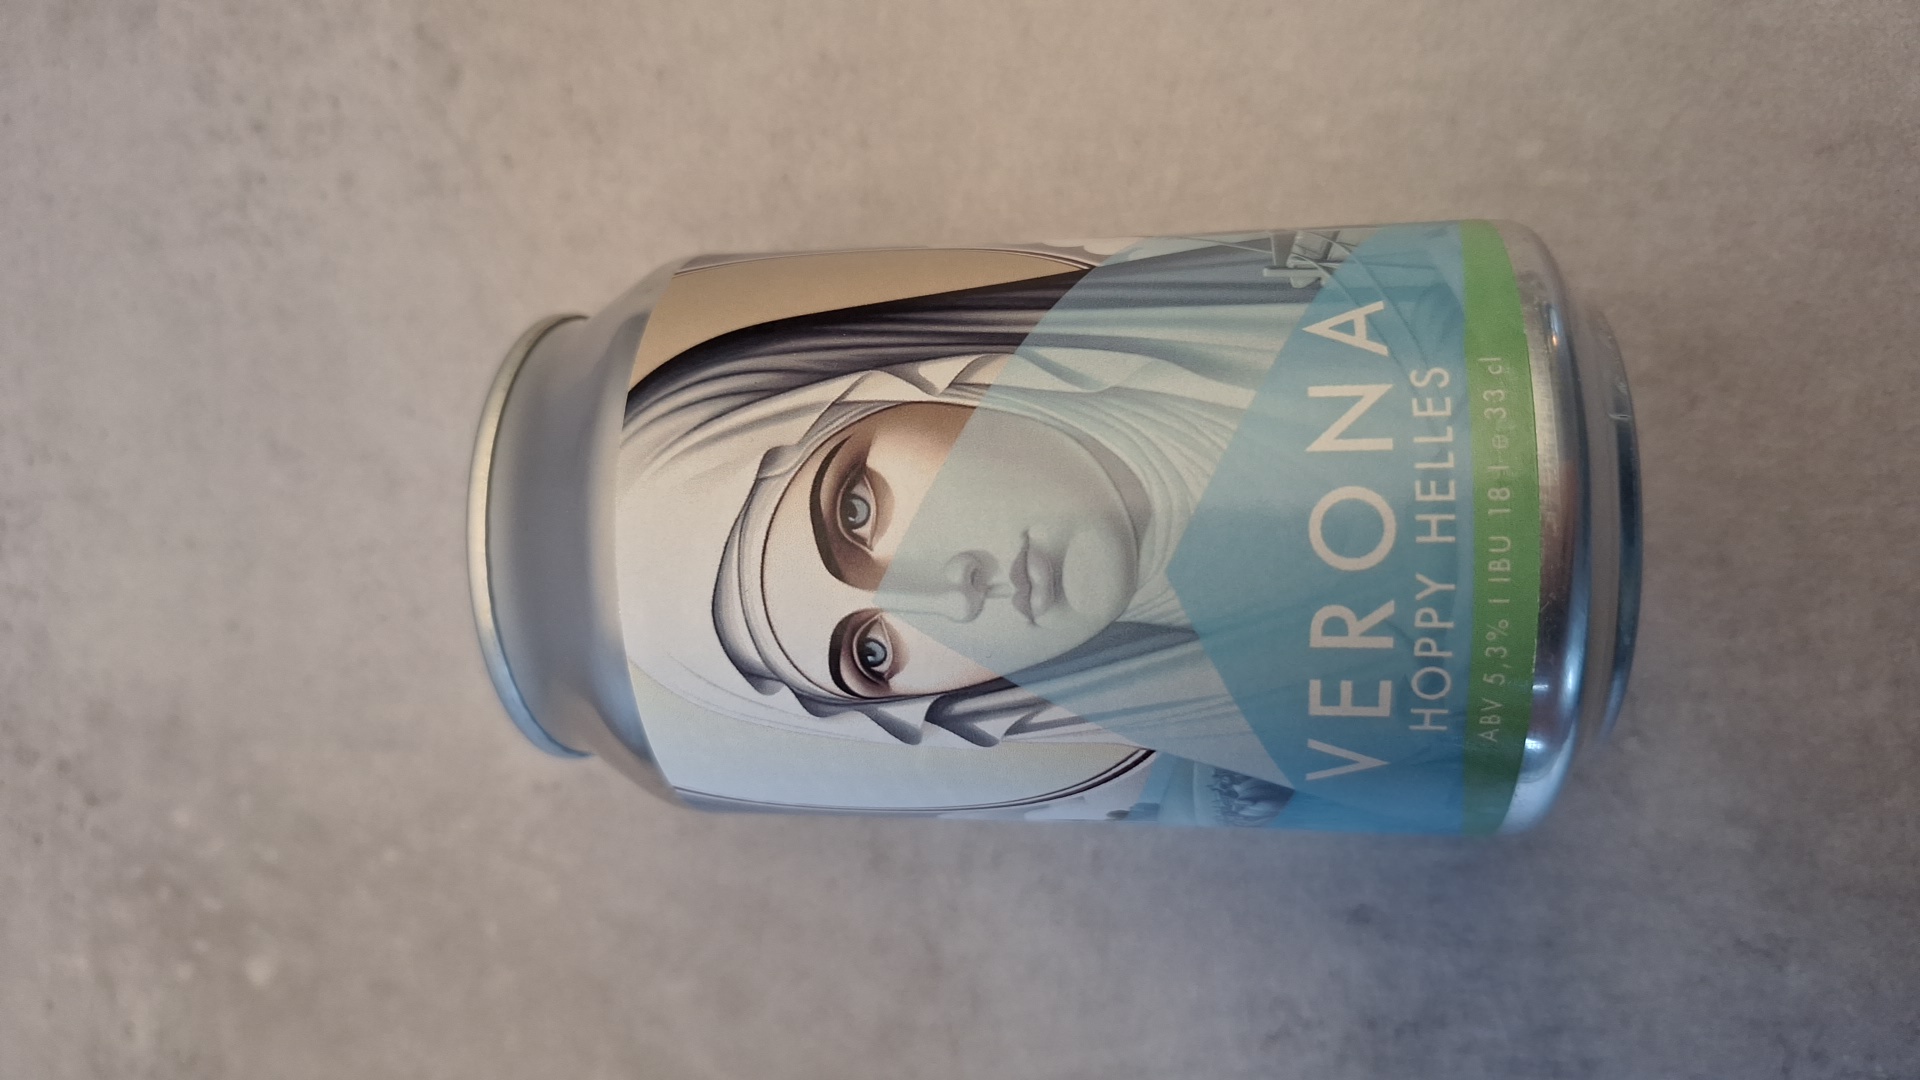 VERONA
HOPPY HELLES
ABV 5,3% I IBU 18 I e 33 cl